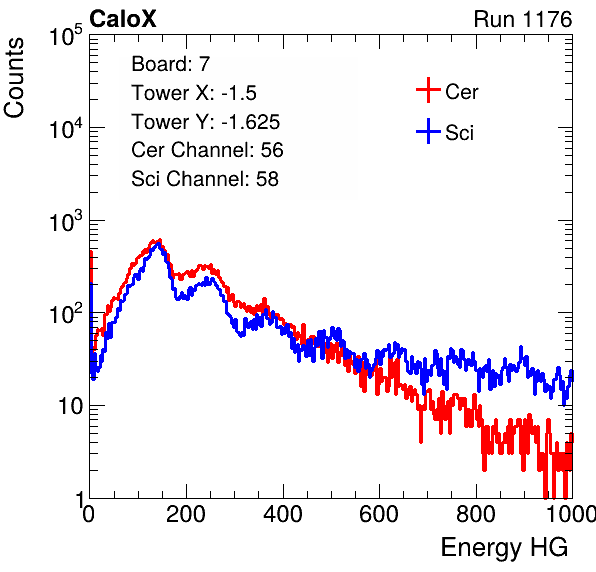 CaloX Run 1176
Counts
10^5
10^4
10^3
10^2
10
1
Board: 7
Tower X: -1.5
Tower Y: -1.625
Cer Channel: 56
Sci Channel: 58
Cer
Sci
0 200 400 600 800 1000
Energy HG